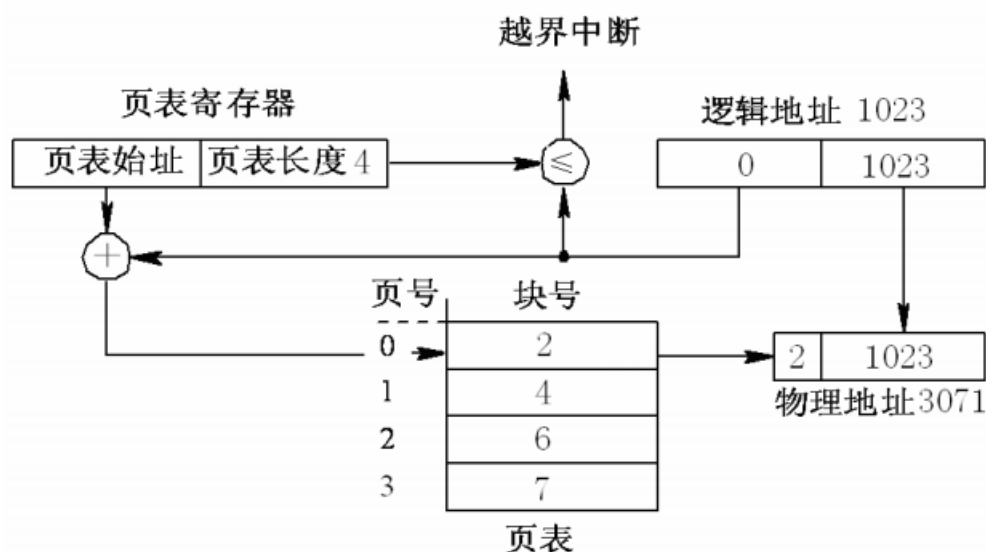 越界中断
页表寄存器
逻辑地址 1023
页表始址 页表长度4
≤
0 1023
+
页号 块号
0 2
2 1023
1 4
物理地址3071
2 6
3 7
页表